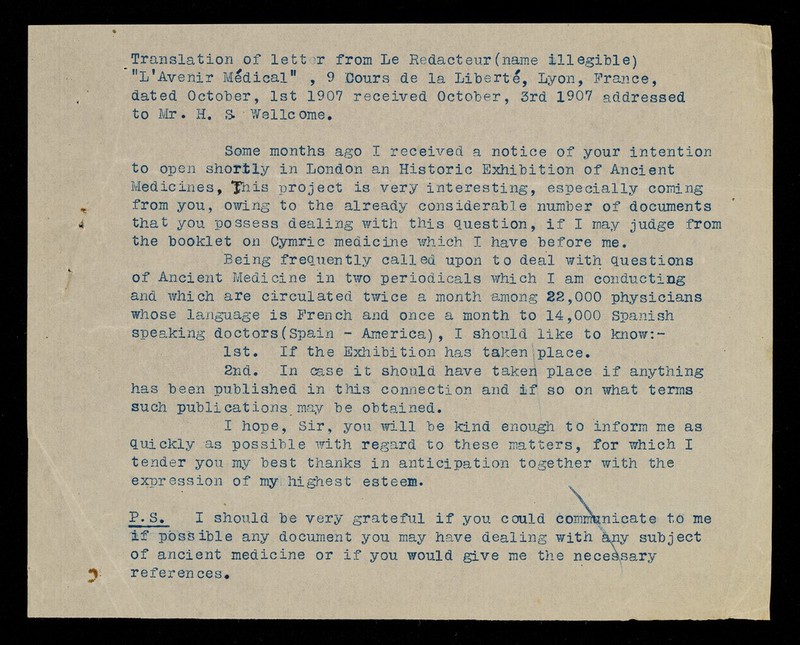 Translation of letter from Le Redacteur(name illegible)
"L'Avenir Médical" , 9 Cours de la Liberté, Lyon, France,
dated October, 1st 1907 received October, 3rd 1907 addressed
to Mr. H. S. Wellcome.
Some months ago I received a notice of your intention
to open shortly in London an Historic Exhibition of Ancient
Medicines, This project is very interesting, especially coming
from you, owing to the already considerable number of documents
that you possess dealing with this question, if I may judge from
the booklet on Cymric medicine which I have before me.
Being frequently called upon to deal with questions
of Ancient Medicine in two periodicals which I am conducting
and which are circulated twice a month among 22,000 physicians
whose language is French and once a month to 14,000 Spanish
speaking doctors(Spain - America), I should like to know:-
1st. If the Exhibition has taken place.
2nd. In case it should have taken place if anything
has been published in this connection and if so on what terms
such publications may be obtained.
I hope, Sir, you will be kind enough to inform me as
quickly as possible with regard to these matters, for which I
tender you my best thanks in anticipation together with the
expression of my highest esteem.
P.S. I should be very grateful if you could communicate to me
if possible any document you may have dealing with any subject
of ancient medicine or if you would give me the necessary
references.